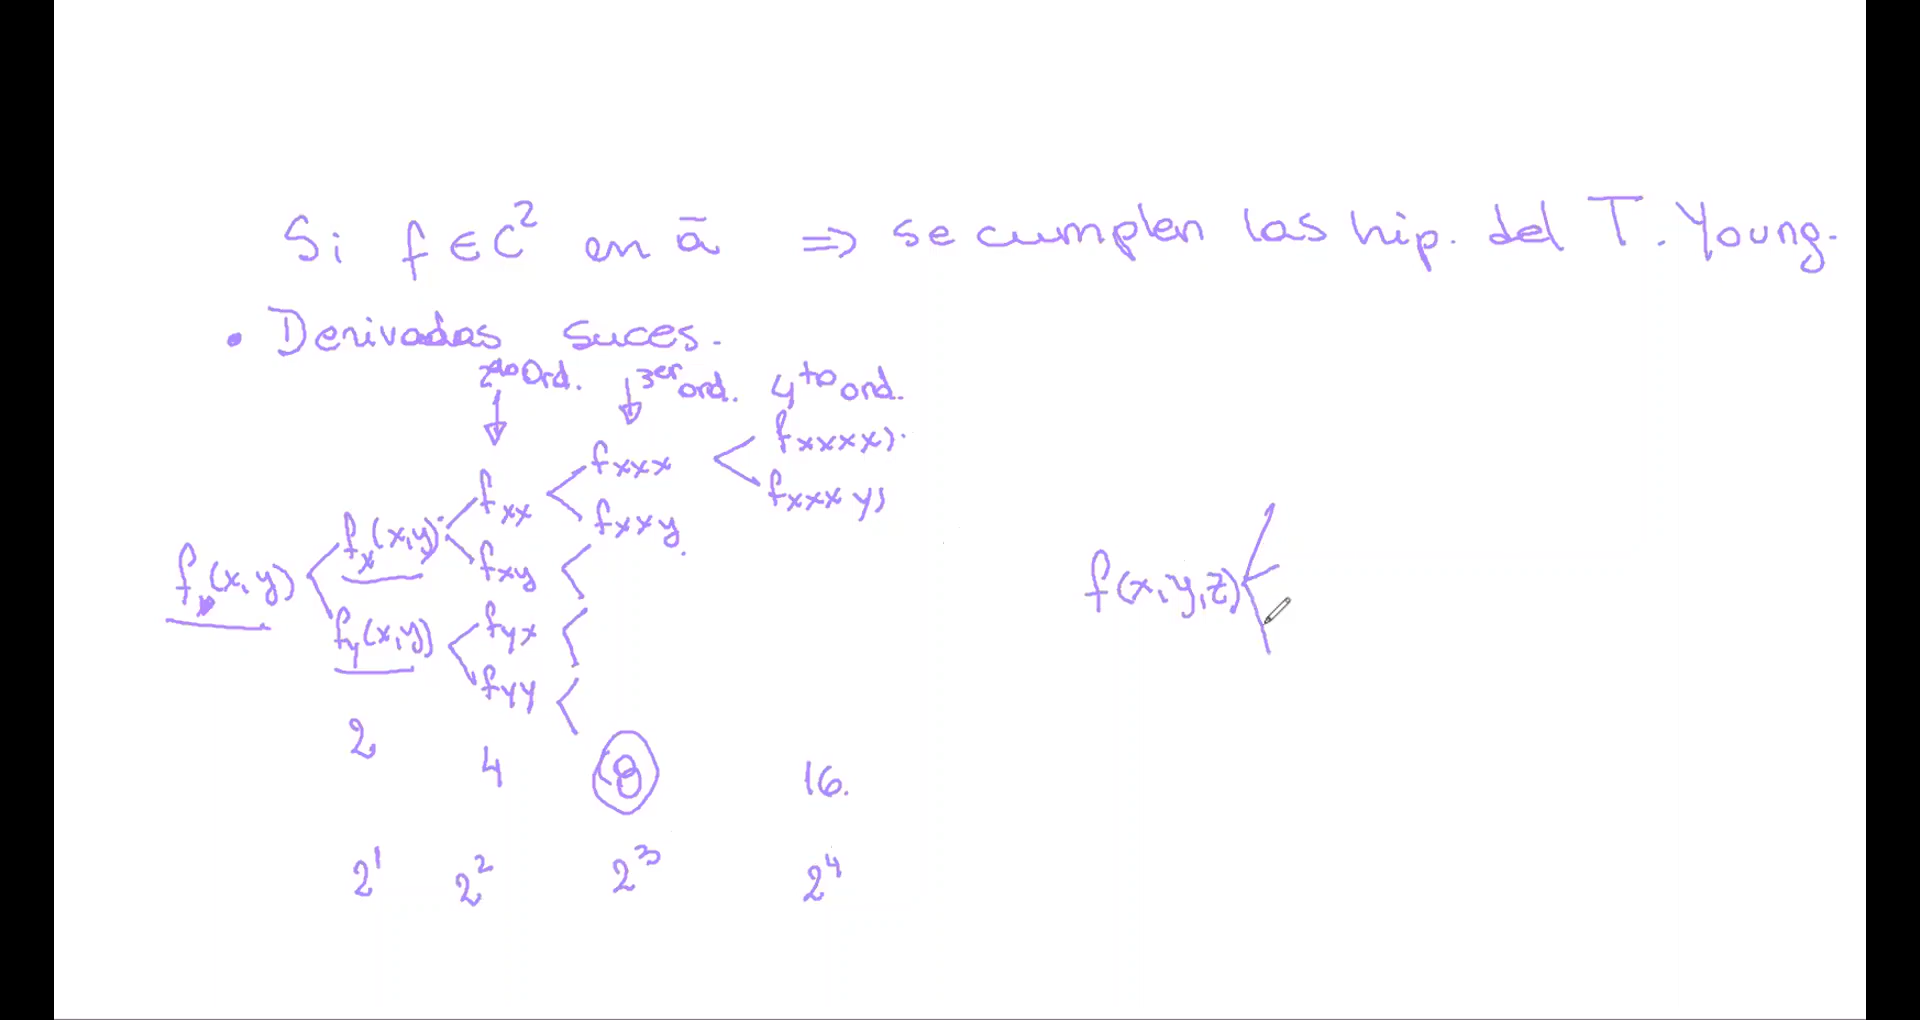 Si f ∈ C² en ā ⇒ se cumplen las hip. del T. Young.
• Derivadas suces.
2do Ord. 3er ord. 4to ord.
f(x,y) < fx(x,y) < fxx < fxxx < fxxxx).
fxxxy)
fxxy.
fxy <
fy(x,y) < fyx <
fyy <
f(x,y,z)
2 4 8 16.
2¹ 2² 2³ 2⁴